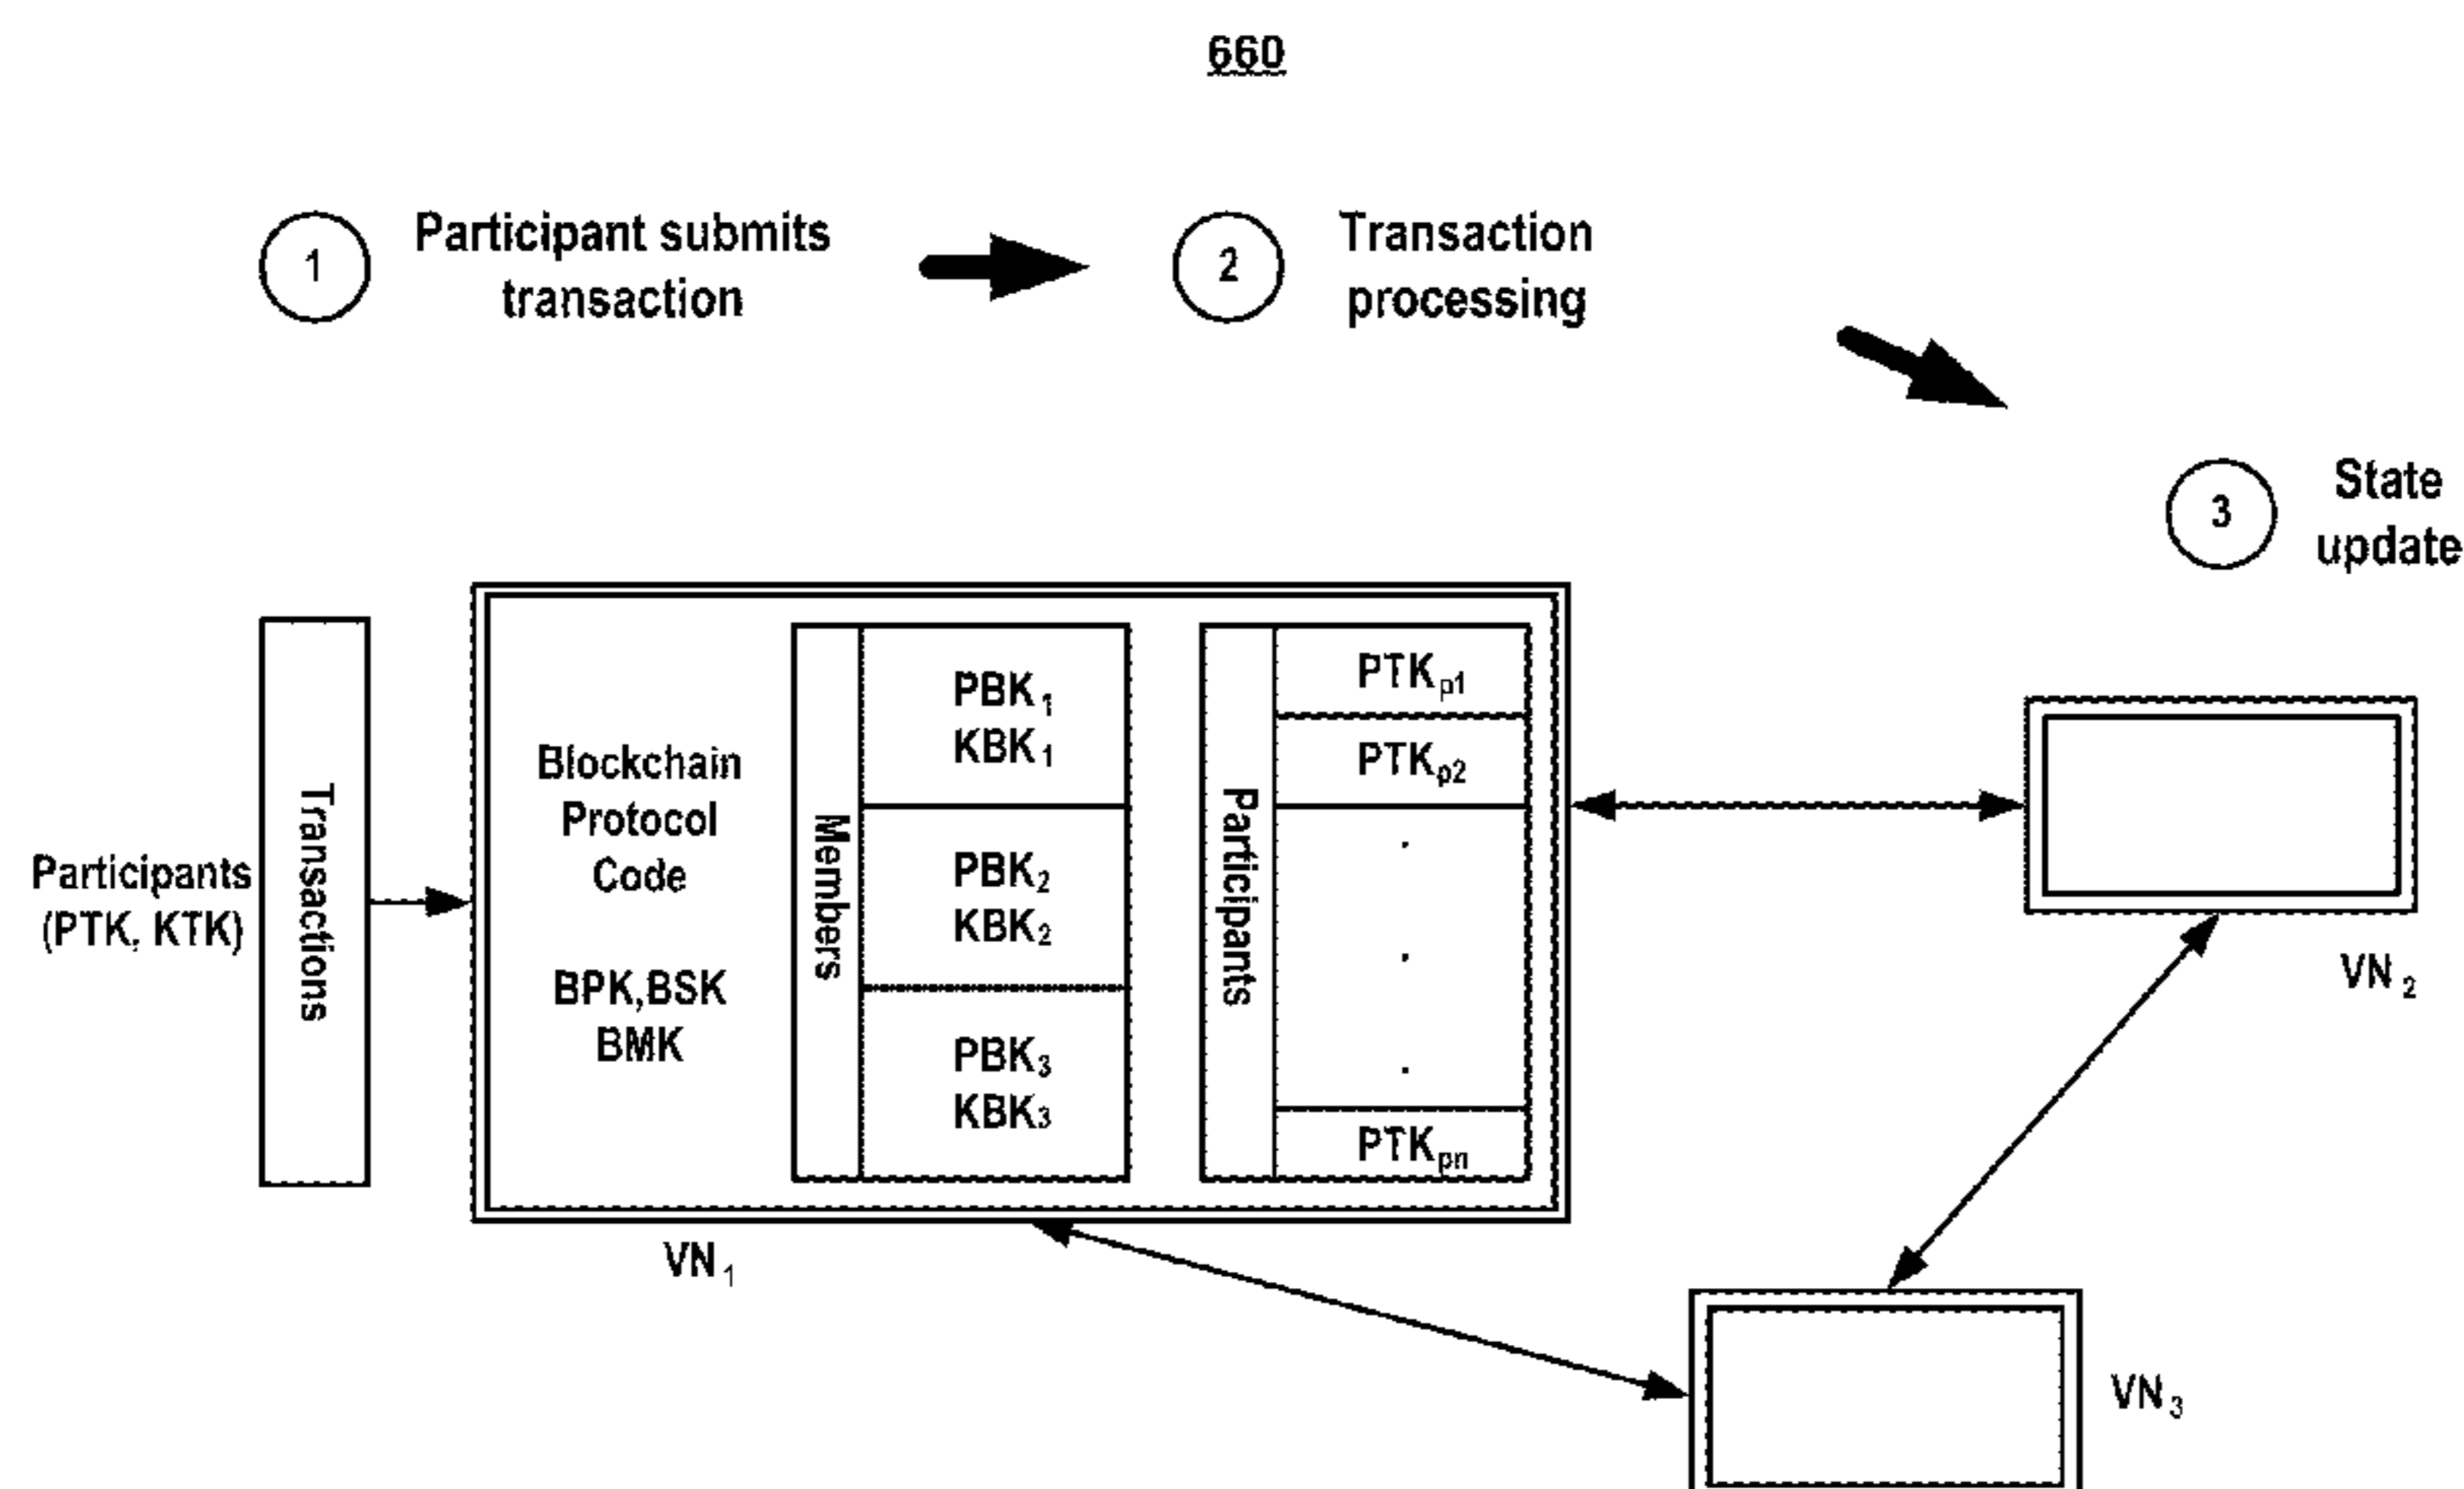 660
1
Participant submits
transaction
2
Transaction
processing
3
State
update
Participants
(PTK, KTK)
Transactions
Blockchain
Protocol
Code
BPK,BSK
BMK
Members
PBK₁
KBK₁
PBK₂
KBK₂
PBK₃
KBK₃
Participants
PTKp1
PTKp2
.
.
.
PTKpn
VN₁
VN₂
VN₃